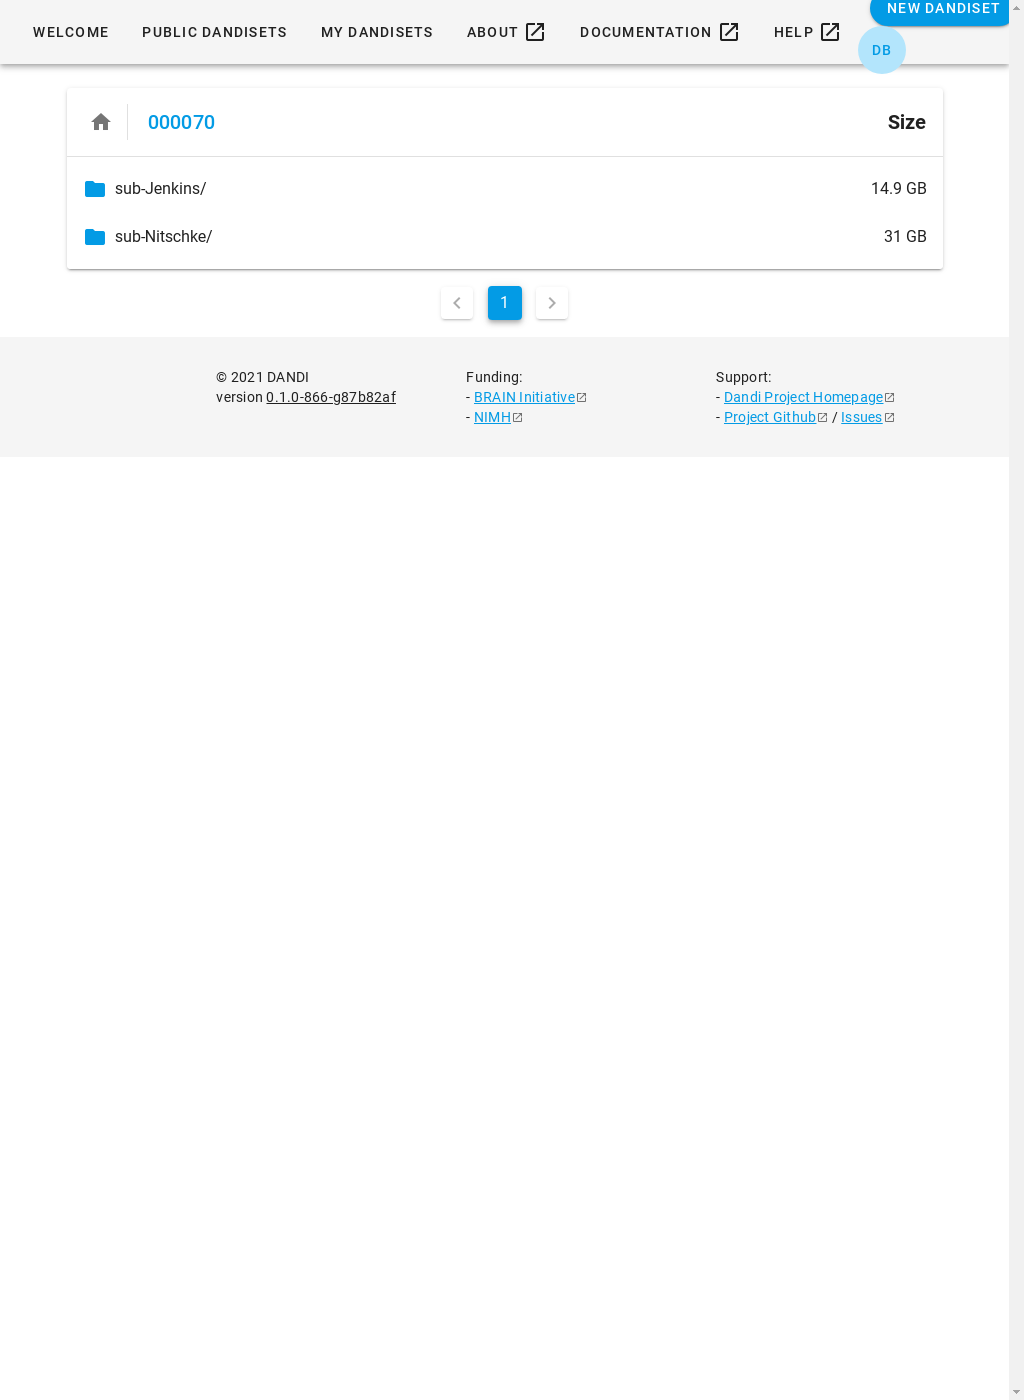 WELCOME PUBLIC DANDISETS MY DANDISETS ABOUT DOCUMENTATION HELP NEW DANDISET
DB
000070 Size
sub-Jenkins/ 14.9 GB
sub-Nitschke/ 31 GB
1
© 2021 DANDI
version 0.1.0-866-g87b82af
Funding:
- BRAIN Initiative
- NIMH
Support:
- Dandi Project Homepage
- Project Github / Issues